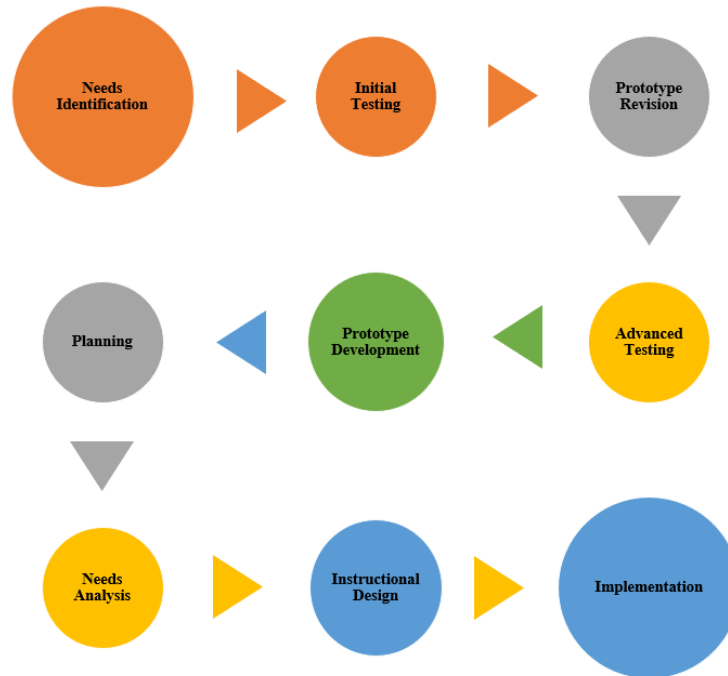 Needs
Identification
Initial
Testing
Prototype
Revision
Advanced
Testing
Prototype
Development
Planning
Needs
Analysis
Instructional
Design
Implementation